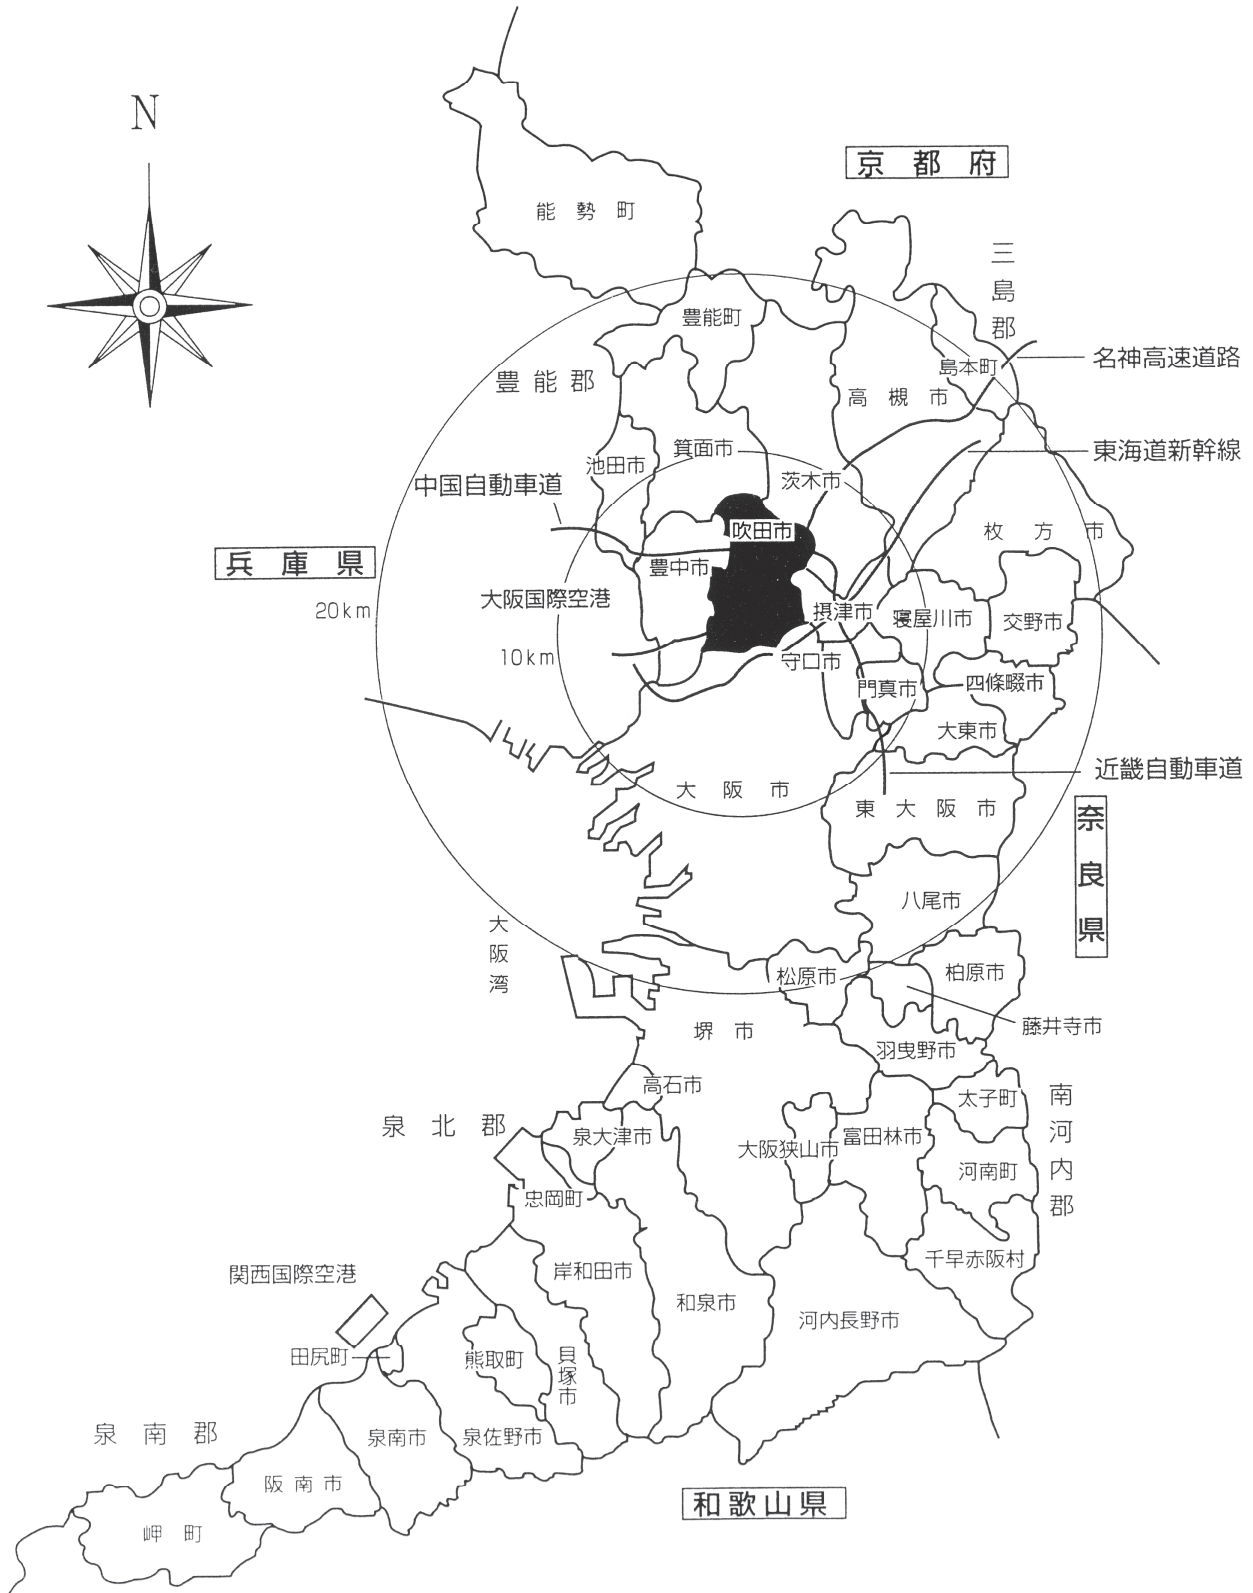 N
京都府
能勢町
三島郡
豊能町
名神高速道路
島本町
豊能郡
高槻市
東海道新幹線
箕面市
池田市
茨木市
中国自動車道
吹田市
枚方市
兵庫県
豊中市
大阪国際空港
20km
摂津市
寝屋川市
交野市
10km
守口市
門真市
四條畷市
大東市
近畿自動車道
大阪市
東大阪市
奈良県
八尾市
大阪湾
松原市
柏原市
藤井寺市
堺市
羽曳野市
高石市
太子町
南河内郡
泉北郡
泉大津市
大阪狭山市
富田林市
河南町
忠岡町
千早赤阪村
関西国際空港
岸和田市
和泉市
河内長野市
田尻町
熊取町
貝塚市
泉南郡
泉南市
泉佐野市
阪南市
和歌山県
岬町